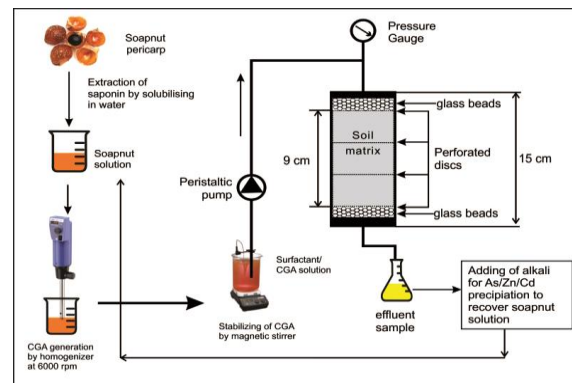 Soapnut
pericarp
Extraction of
saponin by solubilising
in water
Soapnut
solution
CGA generation
by homogenizer
at 6000 rpm
Peristaltic
pump
Surfactant/
CGA solution
Stabilizing of CGA
by magnetic stirrer
Pressure
Gauge
glass beads
Soil
matrix
9 cm
Perforated
discs
15 cm
glass beads
effluent
sample
Adding of alkali
for As/Zn/Cd
precipiation to
recover soapnut
solution